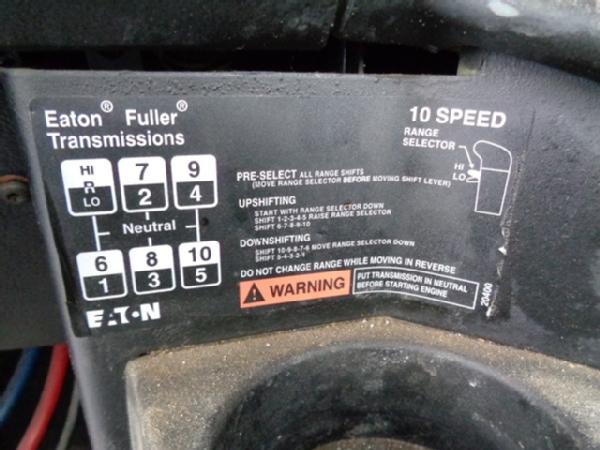 Eaton® Fuller®
Transmissions
HI 7 9
R 2 4
LO
Neutral
6 8 10
1 3 5
EATON
10 SPEED
RANGE
SELECTOR
HI
LO
PRE-SELECT ALL RANGE SHIFTS
(MOVE RANGE SELECTOR BEFORE MOVING SHIFT LEVER)
UPSHIFTING
START WITH RANGE SELECTOR DOWN
SHIFT 1-2-3-4-5 RAISE RANGE SELECTOR
SHIFT 6-7-8-9-10
DOWNSHIFTING
SHIFT 10-9-8-7-6 MOVE RANGE SELECTOR DOWN
SHIFT 5-4-3-2-1
DO NOT CHANGE RANGE WHILE MOVING IN REVERSE
WARNING
PUT TRANSMISSION IN NEUTRAL
BEFORE STARTING ENGINE
20400